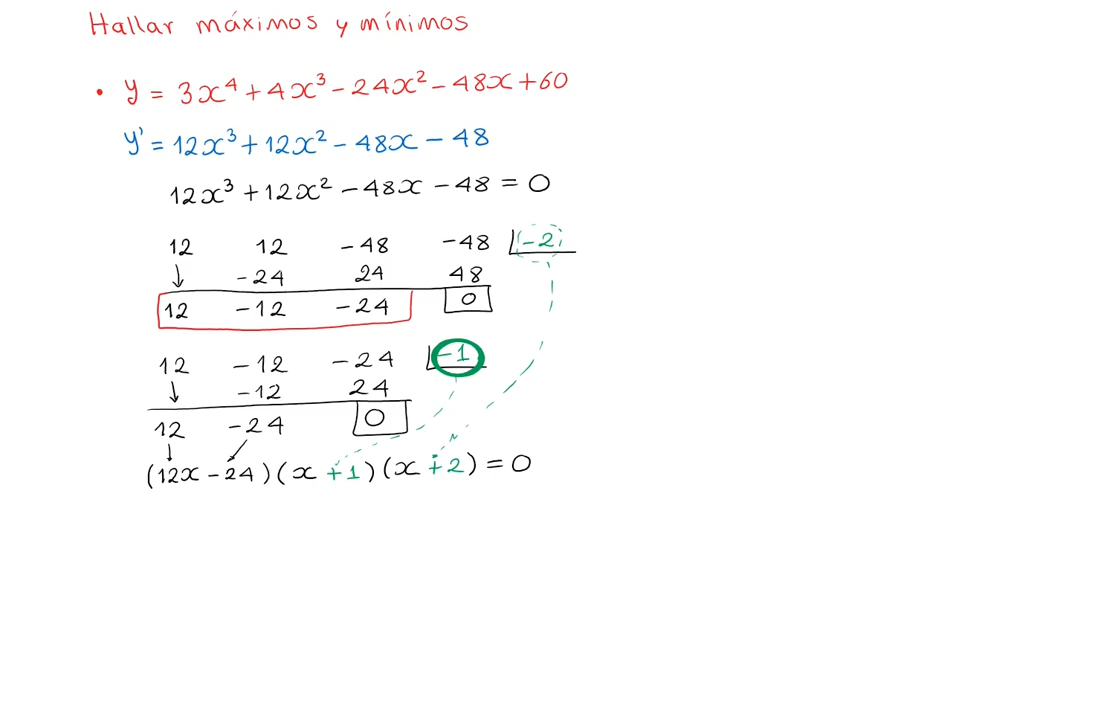 Hallar máximos y mínimos
• y = 3x⁴ + 4x³ - 24x² - 48x + 60
y' = 12x³ + 12x² - 48x - 48
12x³ + 12x² - 48x - 48 = 0
12 12 -48 -48 |-2
↓ -24 24 48
12 -12 -24 0
12 -12 -24 |-1
↓ -12 24
12 -24 0
(12x - 24)(x + 1)(x + 2) = 0